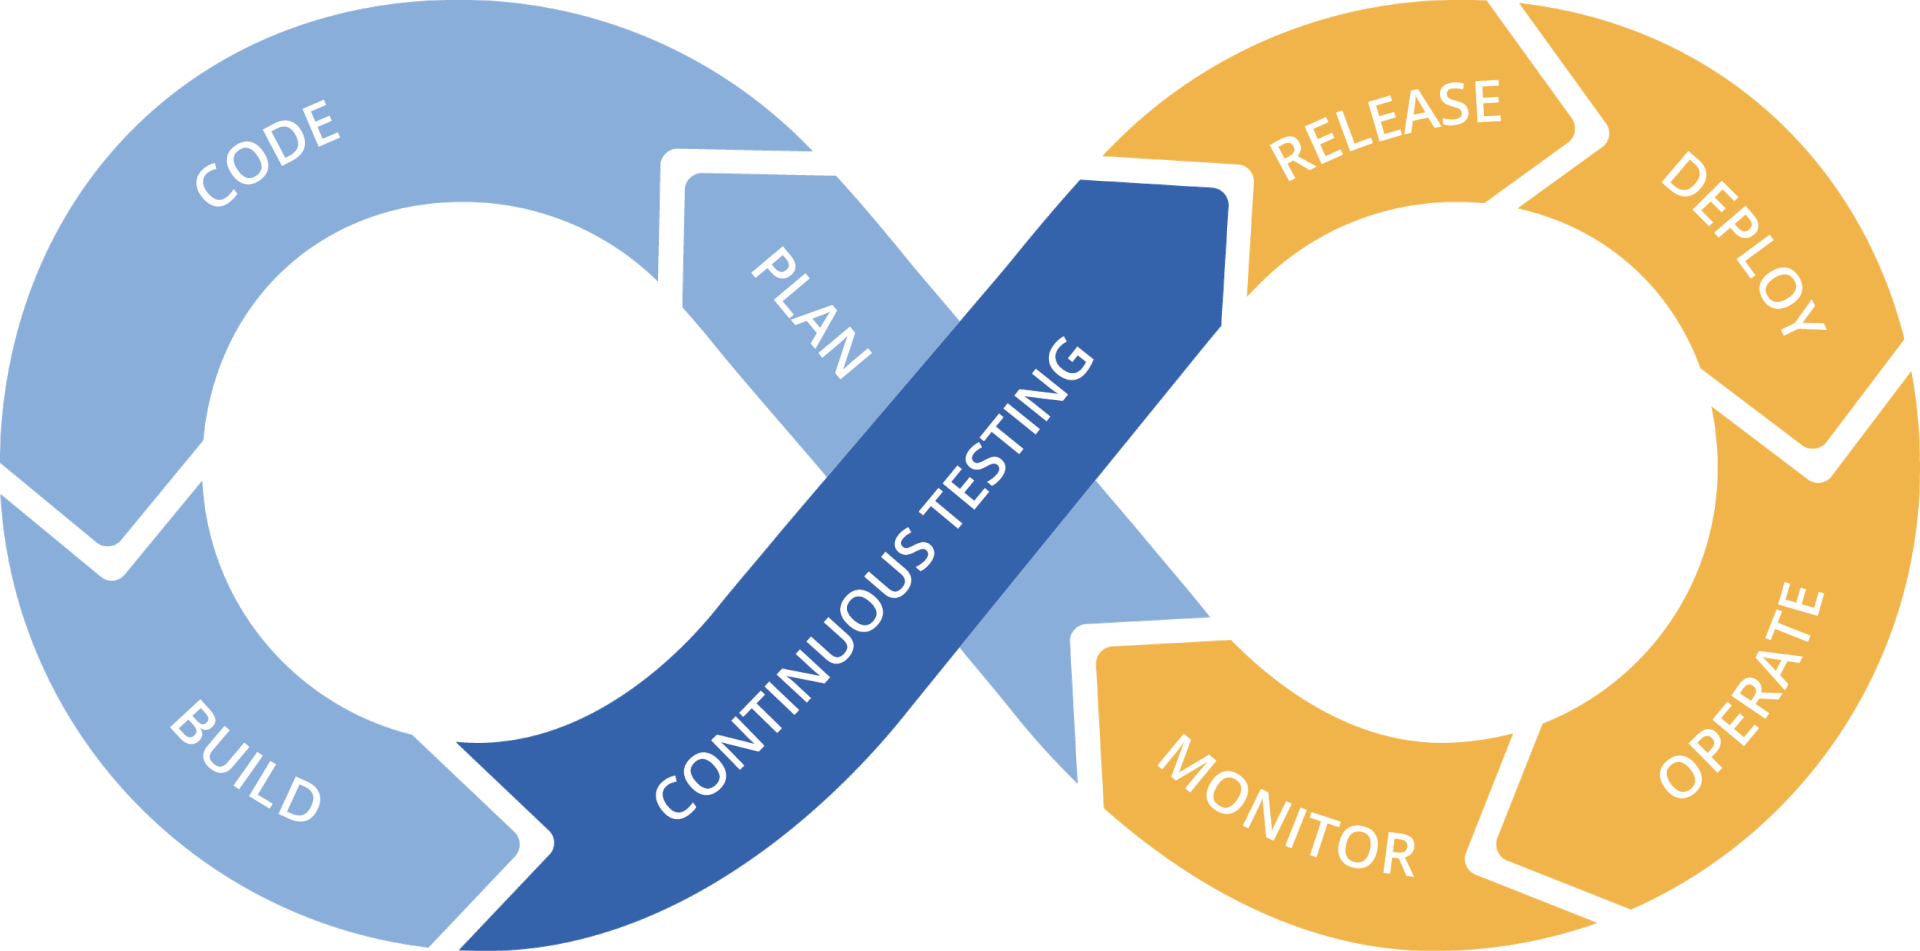 CODE
PLAN
BUILD
CONTINUOUS TESTING
RELEASE
DEPLOY
OPERATE
MONITOR